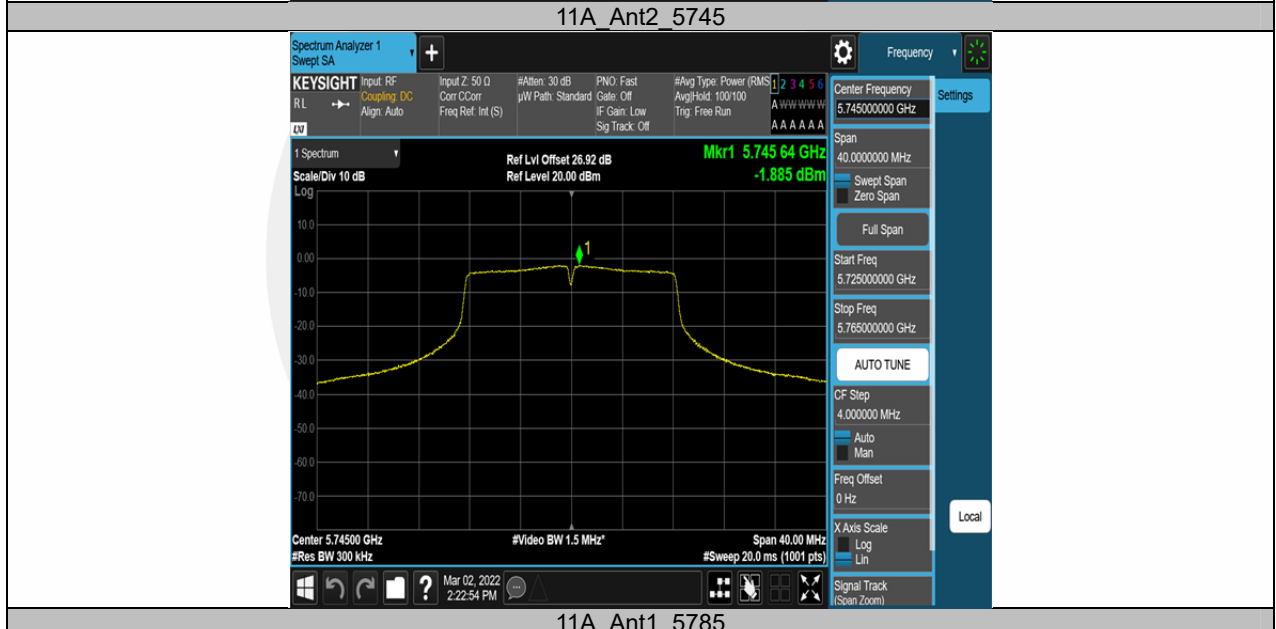 11A_Ant2_5745
Spectrum Analyzer 1
Swept SA
+
Frequency
KEYSIGHT
RL
LXI
Input: RF
Coupling: DC
Align: Auto
Input Z: 50 Ω
Corr CCorr
Freq Ref: Int (S)
#Atten: 30 dB
µW Path: Standard
PNO: Fast
Gate: Off
IF Gain: Low
Sig Track: Off
#Avg Type: Power (RMS
Avg|Hold: 100/100
Trig: Free Run
1 2 3 4 5 6
A W W W W W
A A A A A A
1 Spectrum
Scale/Div 10 dB
Ref Lvl Offset 26.92 dB
Ref Level 20.00 dBm
Mkr1 5.745 64 GHz
-1.885 dBm
Log
10.0
0.00
-10.0
-20.0
-30.0
-40.0
-50.0
-60.0
-70.0
1
Center 5.74500 GHz
#Res BW 300 kHz
#Video BW 1.5 MHz*
Span 40.00 MHz
#Sweep 20.0 ms (1001 pts)
Center Frequency
5.745000000 GHz
Settings
Span
40.0000000 MHz
Swept Span
Zero Span
Full Span
Start Freq
5.725000000 GHz
Stop Freq
5.765000000 GHz
AUTO TUNE
CF Step
4.000000 MHz
Auto
Man
Freq Offset
0 Hz
X Axis Scale
Log
Lin
Local
Signal Track
(Span Zoom)
?
Mar 02, 2022
2:22:54 PM
11A_Ant1_5785